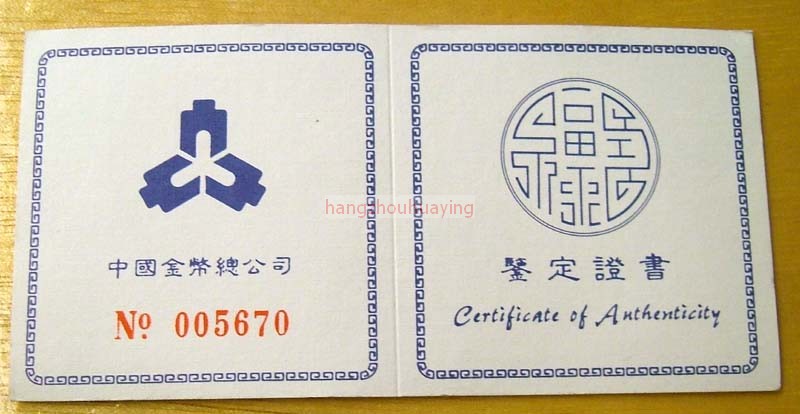 中國金幣總公司
№ 005670
hangzhouhuaying
鑒定證書
Certificate of Authenticity